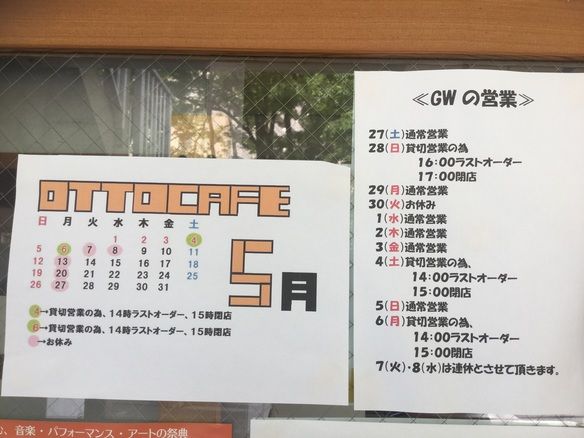 OTTOCAFE
5月
日 月 火 水 木 金 土
1 2 3 4
5 6 7 8 9 10 11
12 13 14 15 16 17 18
19 20 21 22 23 24 25
26 27 28 29 30 31
4→貸切営業の為、14時ラストオーダー、15時閉店
6→貸切営業の為、14時ラストオーダー、15時閉店
→お休み
≪GWの営業≫
27(土)通常営業
28(日)貸切営業の為
16:00ラストオーダー
17:00閉店
29(月)通常営業
30(火)お休み
1(水)通常営業
2(木)通常営業
3(金)通常営業
4(土)貸切営業の為、
14:00ラストオーダー
15:00閉店
5(日)通常営業
6(月)貸切営業の為、
14:00ラストオーダー
15:00閉店
7(火)・8(水)は連休とさせて頂きます。
音楽・パフォーマンス・アートの祭典